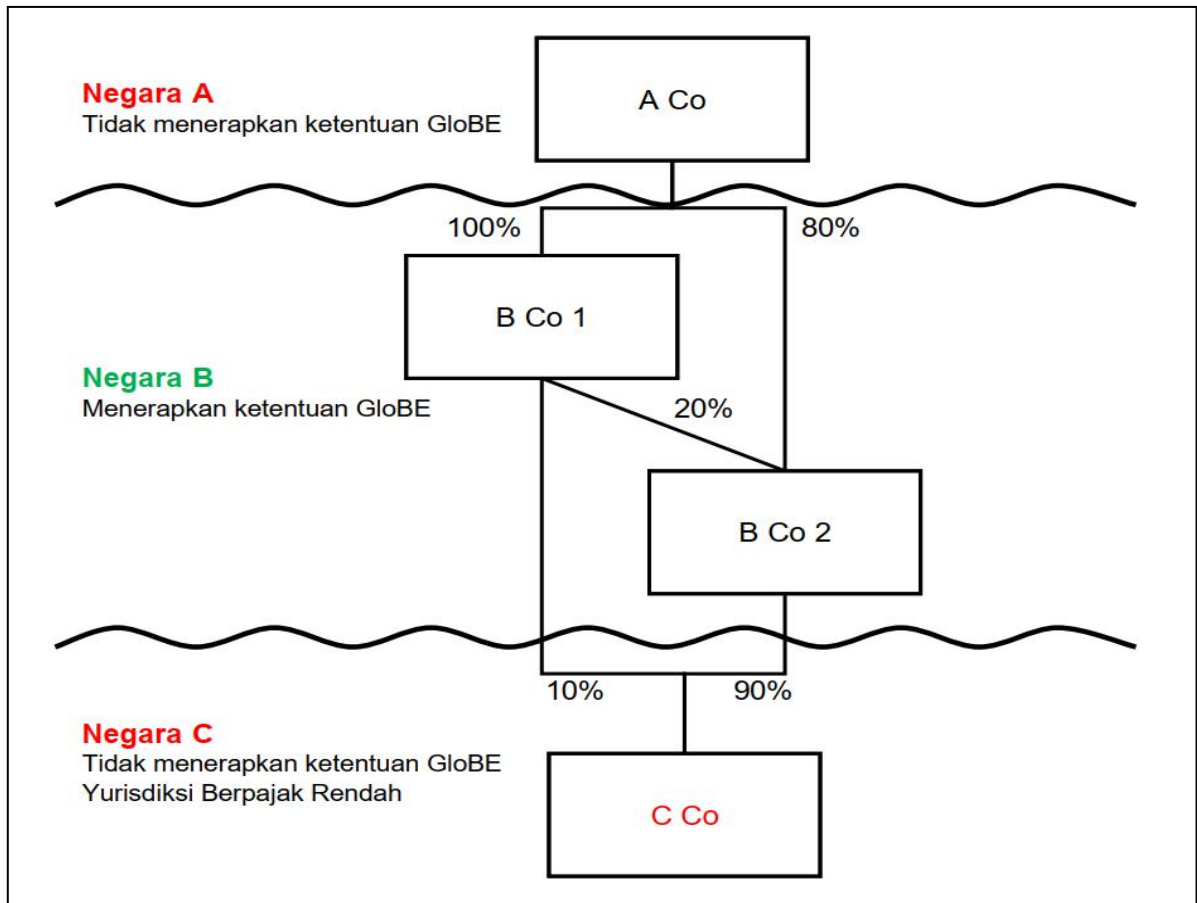 Negara A
Tidak menerapkan ketentuan GloBE
A Co
100%
80%
B Co 1
Negara B
Menerapkan ketentuan GloBE
20%
B Co 2
10%
90%
Negara C
Tidak menerapkan ketentuan GloBE
Yurisdiksi Berpajak Rendah
C Co